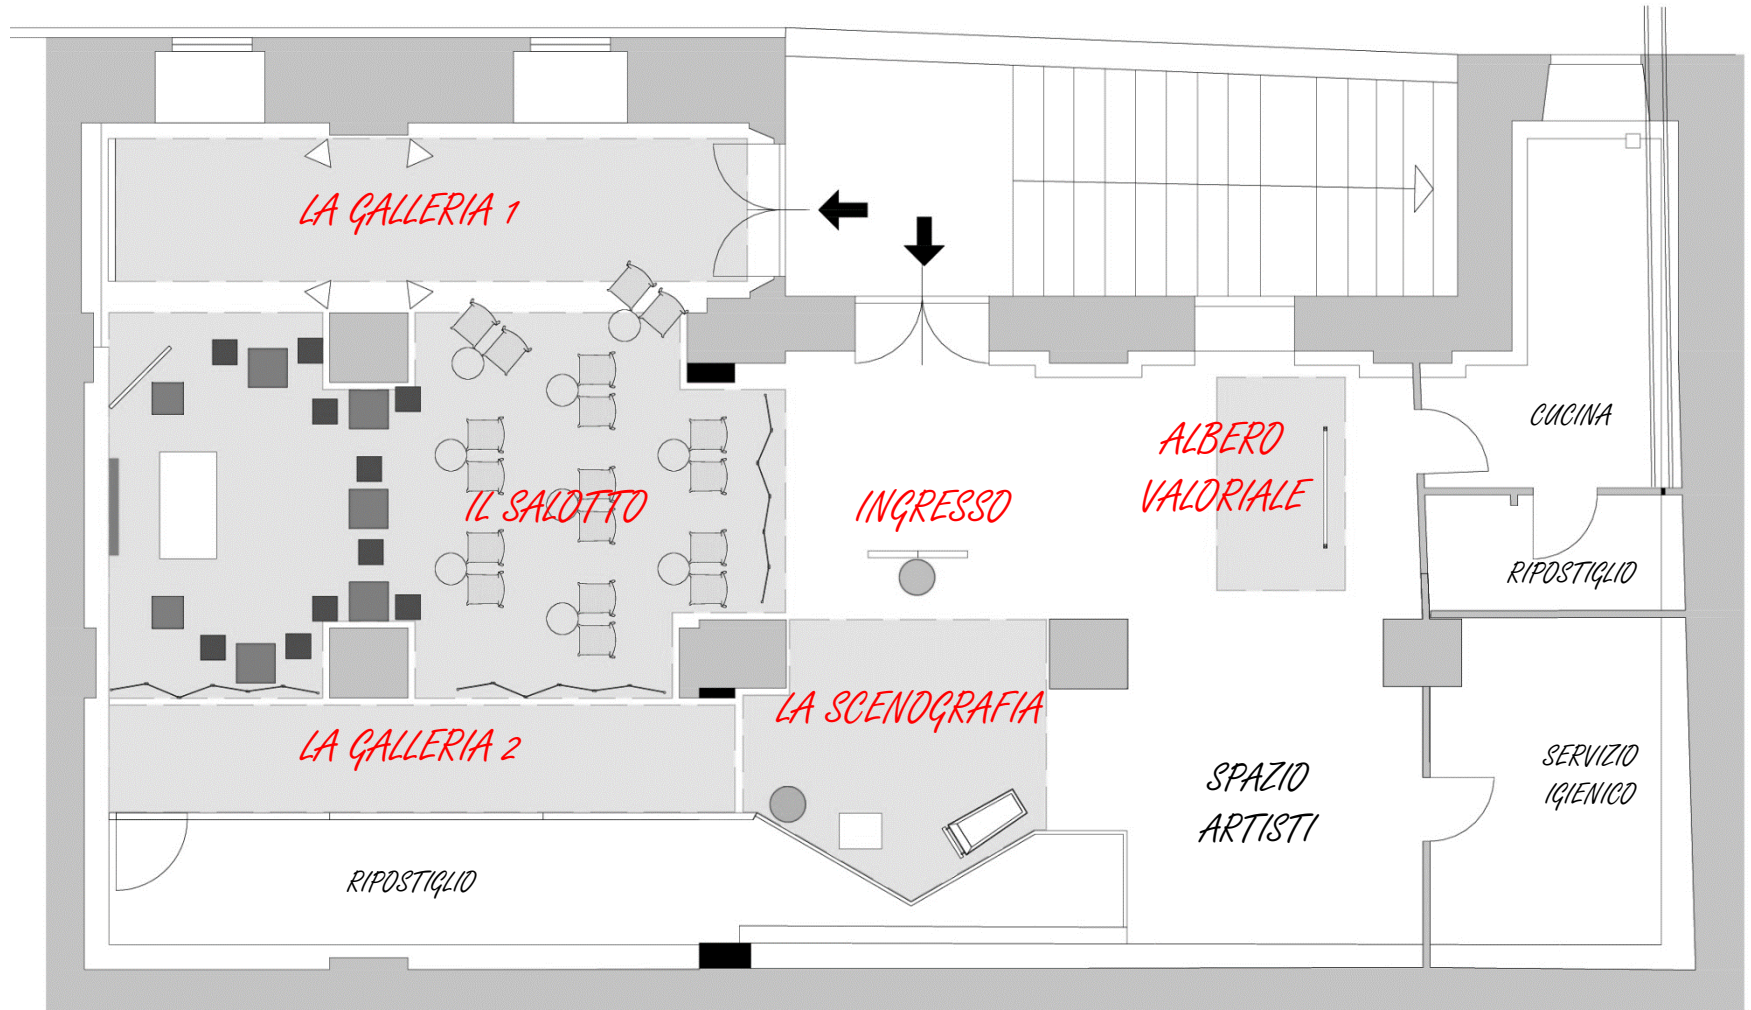 LA GALLERIA 1
CUCINA
ALBERO
VALORIALE
IL SALOTTO
INGRESSO
RIPOSTIGLIO
LA SCENOGRAFIA
LA GALLERIA 2
SPAZIO
ARTISTI
SERVIZIO
IGIENICO
RIPOSTIGLIO